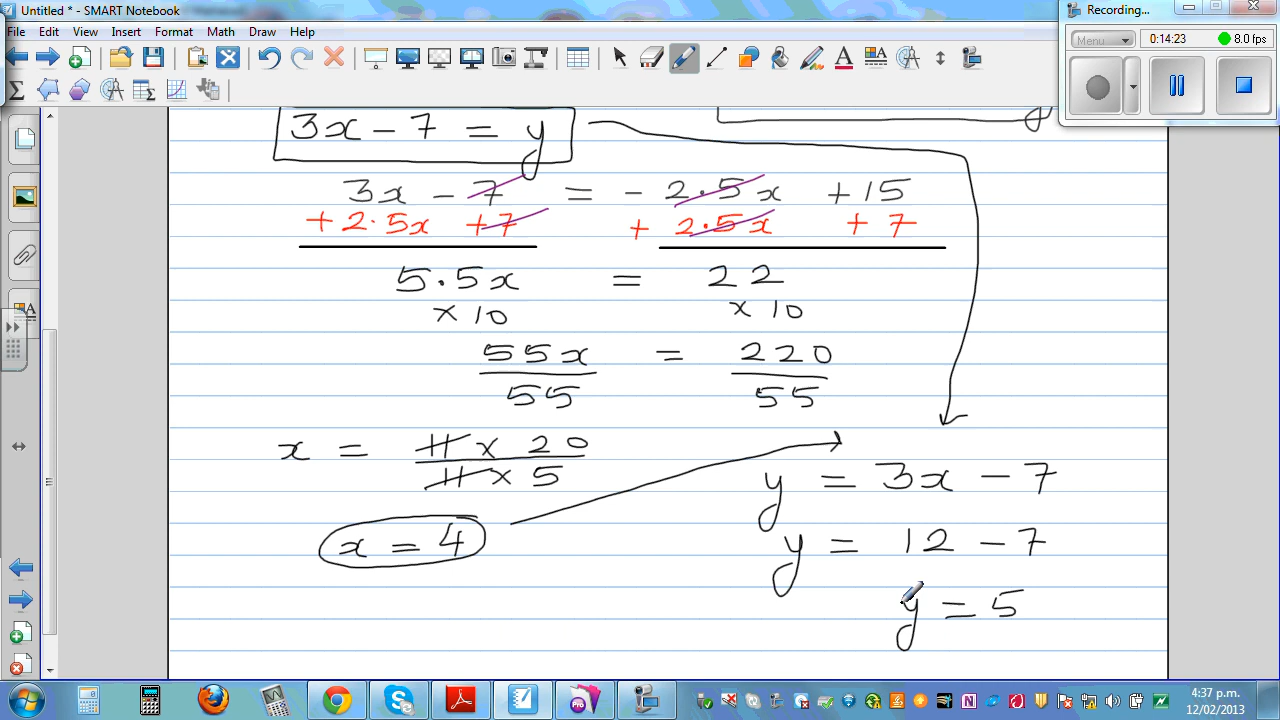 Untitled * - SMART Notebook
File Edit View Insert Format Math Draw Help
Recording...
Menu 0:14:23 8.0 fps
3x - 7 = y
y
3x - 7 = - 2.5x + 15
+ 2.5x + 7 + 2.5x + 7
5.5x = 22
x 10 x 10
55x = 220
55 55
x = 11 x 20
11 x 5
y = 3x - 7
x = 4
y = 12 - 7
y = 5
4:37 p.m.
12/02/2013